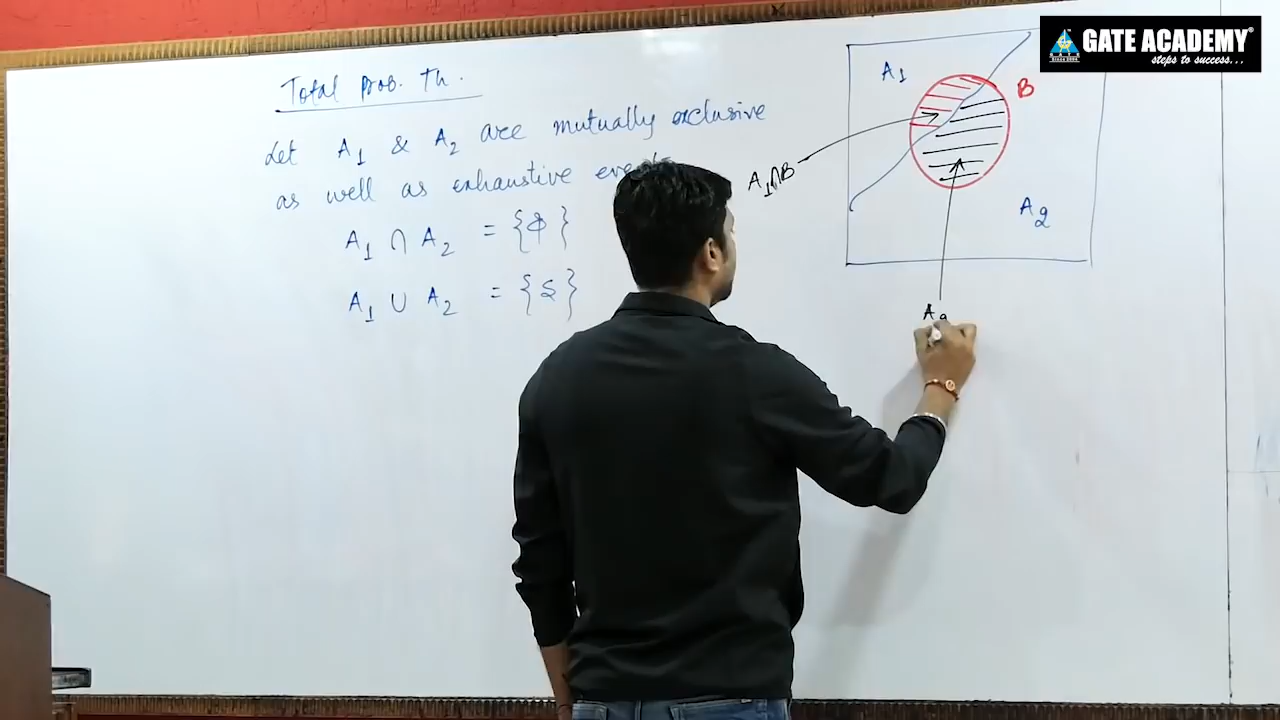 Total Prob. Th.
Let A1 & A2 are mutually exclusive
as well as exhaustive
A1 ∩ A2 = {Φ}
A1 ∪ A2 = {S}
A1
B
A1∩B
A2
A2
GATE ACADEMY®
steps to success...